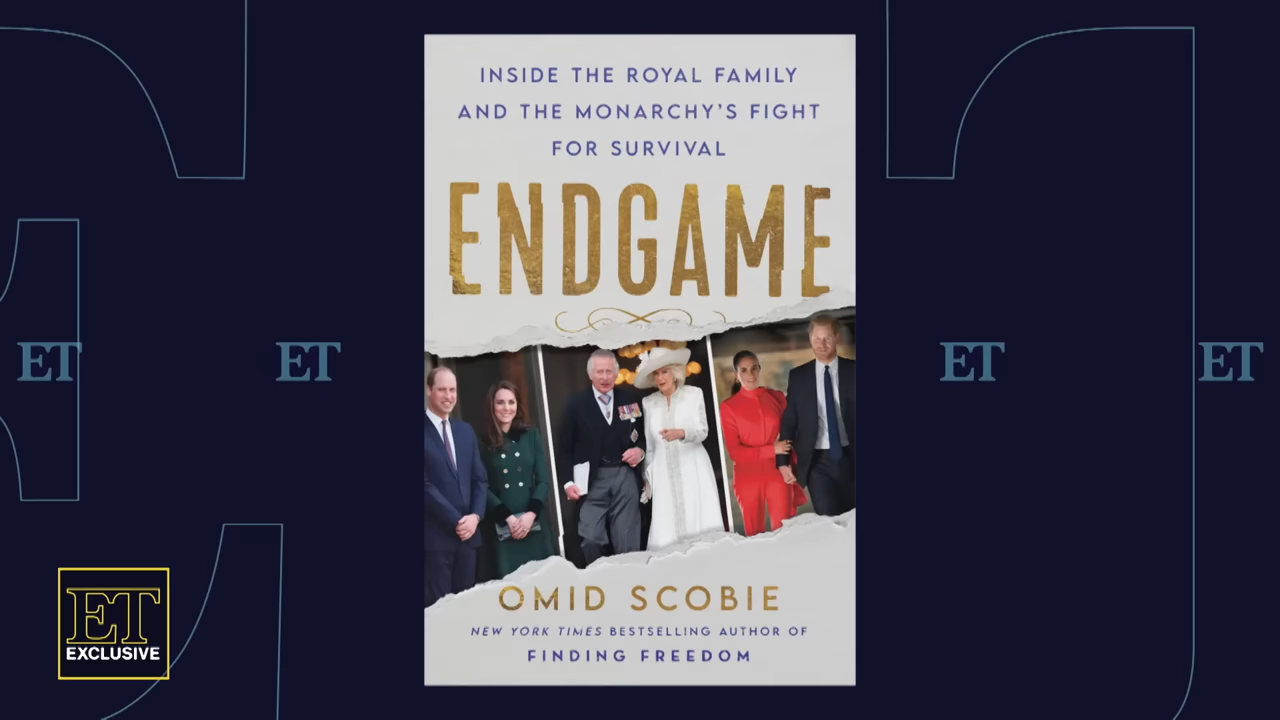 INSIDE THE ROYAL FAMILY
AND THE MONARCHY'S FIGHT
FOR SURVIVAL
ENDGAME
ET
ET
ET
ET
OMID SCOBIE
NEW YORK TIMES BESTSELLING AUTHOR OF
FINDING FREEDOM
ET
EXCLUSIVE